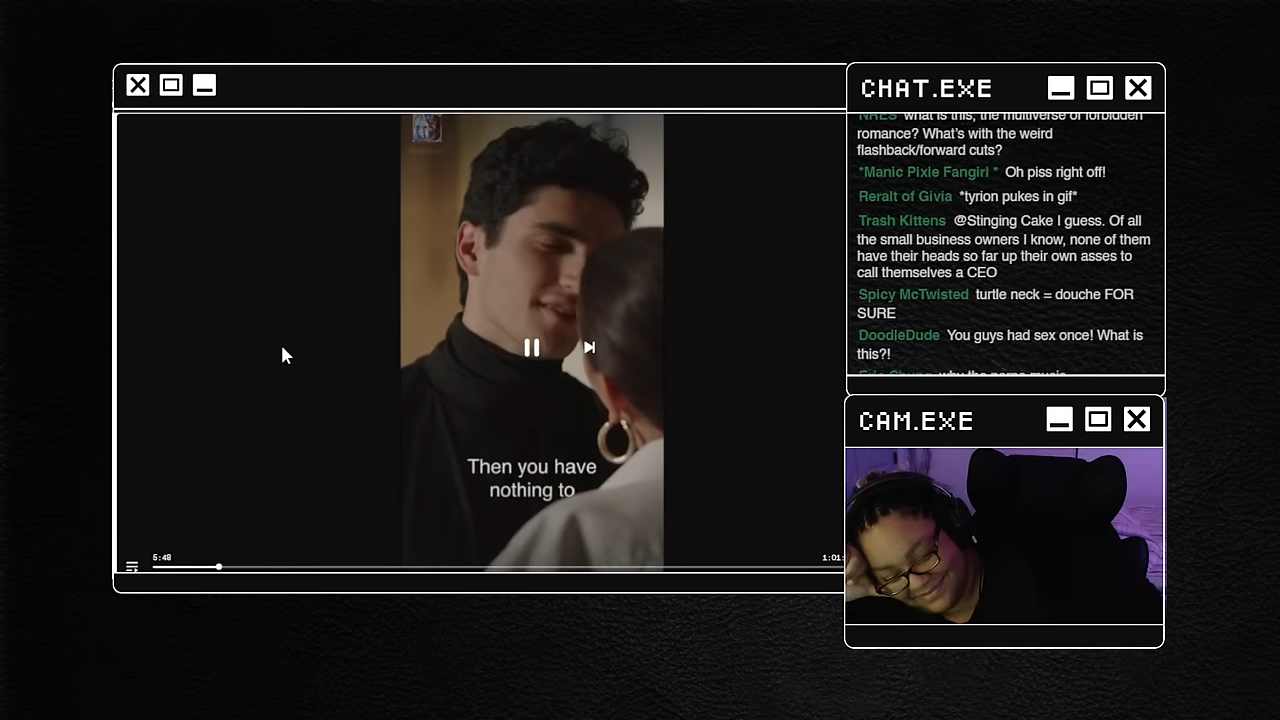 CHAT.EXE
NRES what is this, the multiverse of forbidden
romance? What's with the weird
flashback/forward cuts?
*Manic Pixie Fangirl * Oh piss right off!
Reralt of Givia *tyrion pukes in gif*
Trash Kittens @Stinging Cake I guess. Of all
the small business owners I know, none of them
have their heads so far up their own asses to
call themselves a CEO
Spicy McTwisted turtle neck = douche FOR
SURE
DoodleDude You guys had sex once! What is
this?!
Then you have
nothing to
5:48
1:01:
CAM.EXE